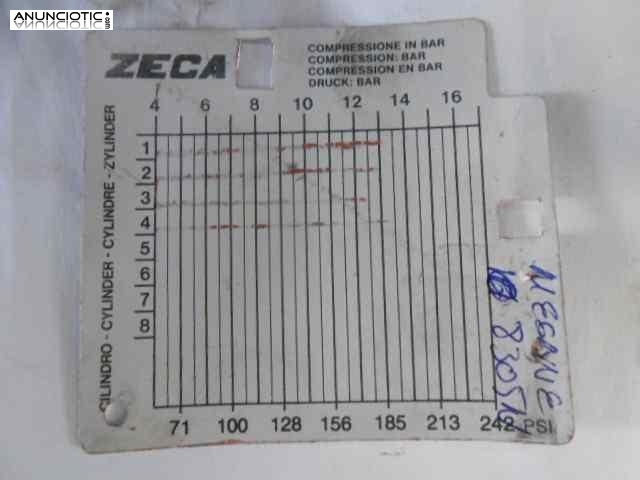 ANUNCIOTIC.com
ZECA
COMPRESSIONE IN BAR
COMPRESSION: BAR
COMPRESSION EN BAR
DRUCK: BAR
4 6 8 10 12 14 16
CILINDRO - CYLINDER - CYLINDRE - ZYLINDER
1
2
3
4
5
6
7
8
71 100 128 156 185 213 242 PSI
MEGANE